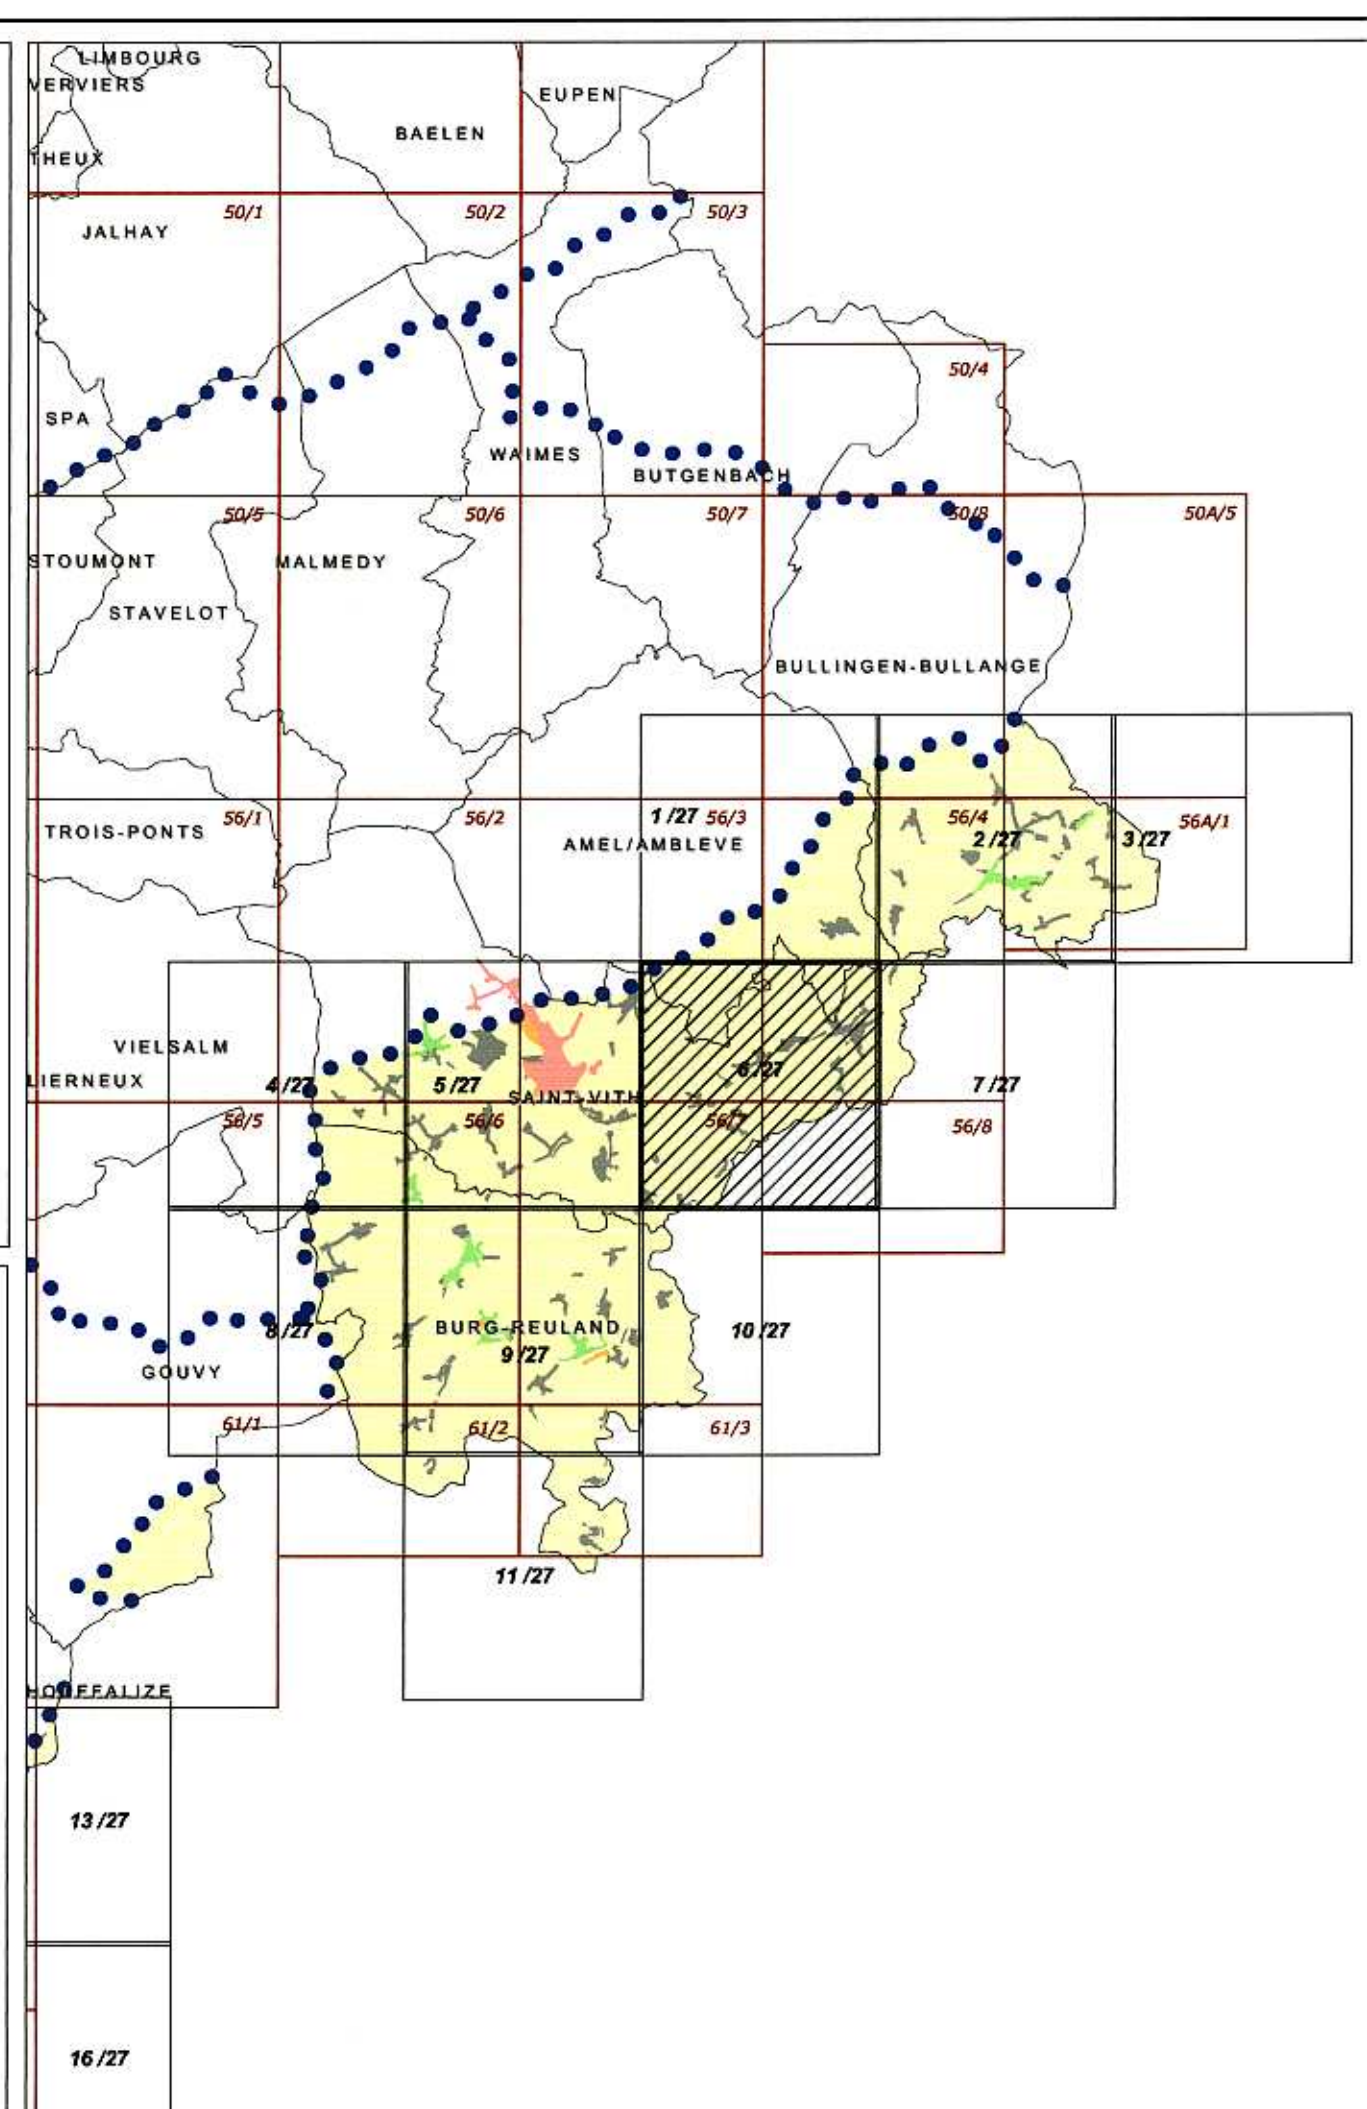 LIMBOURG
VERVIERS
EUPEN
BAELEN
THEUX
50/1
50/2
50/3
JALHAY
50/4
SPA
WAIMES
BUTGENBACH
50/5
50/6
50/7
50/8
50A/5
STOUMONT
MALMEDY
STAVELOT
BULLINGEN-BULLANGE
56/1
56/2
1/27
56/3
56/4
56A/1
TROIS-PONTS
AMEL/AMBLEVE
2/27
3/27
VIELSALM
LIERNEUX
4/27
5/27
6/27
7/27
SAINT-VITH
56/5
56/6
56/7
56/8
8/27
BURG-REULAND
10/27
9/27
GOUVY
61/1
61/2
61/3
11/27
HOUFFALIZE
13/27
16/27